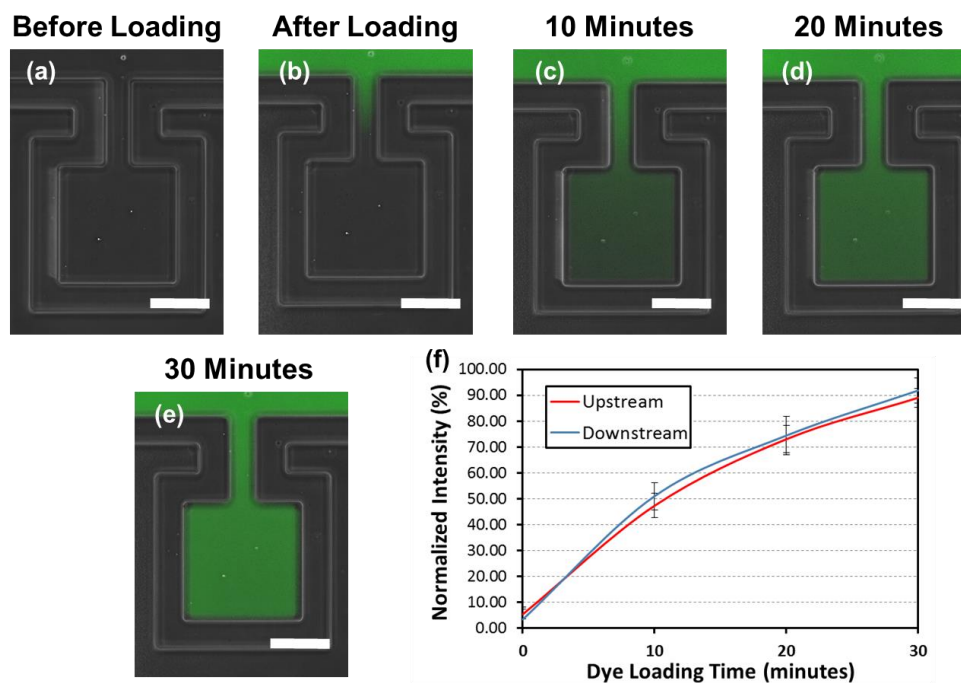 Before Loading
After Loading
10 Minutes
20 Minutes
(a)
(b)
(c)
(d)
30 Minutes
(e)
(f)
100.00
90.00
80.00
70.00
60.00
50.00
40.00
30.00
20.00
10.00
0.00
Normalized Intensity (%)
Upstream
Downstream
0
10
20
30
Dye Loading Time (minutes)